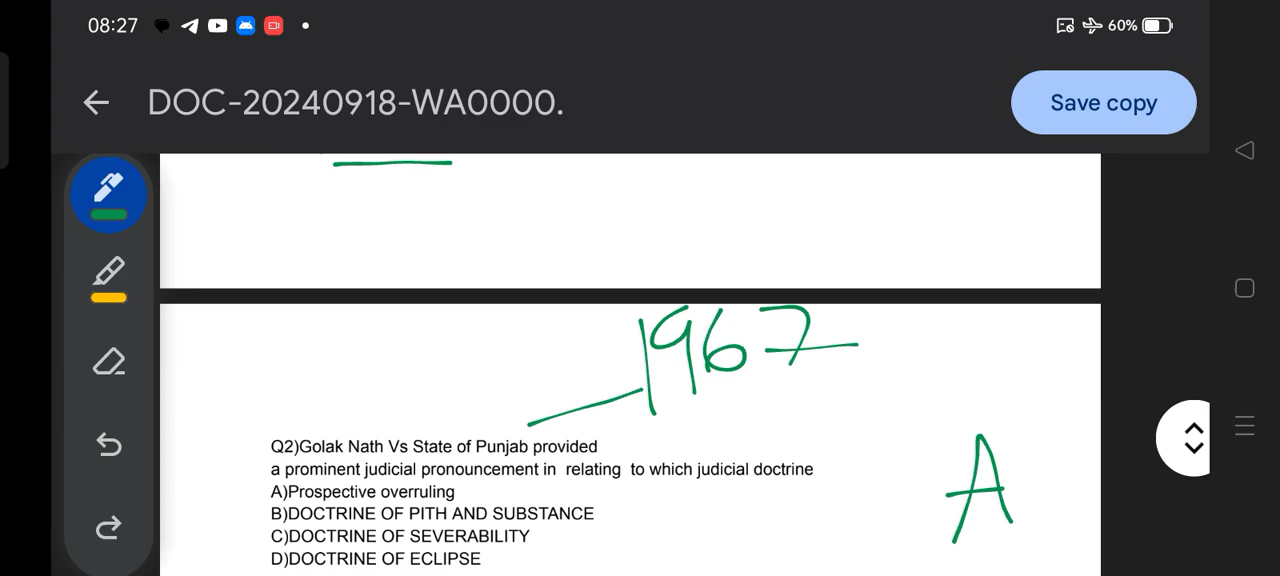 08:27
60%
DOC-20240918-WA0000.
Save copy
1967
Q2)Golak Nath Vs State of Punjab provided
a prominent judicial pronouncement in relating to which judicial doctrine
A)Prospective overruling
A
B)DOCTRINE OF PITH AND SUBSTANCE
C)DOCTRINE OF SEVERABILITY
D)DOCTRINE OF ECLIPSE